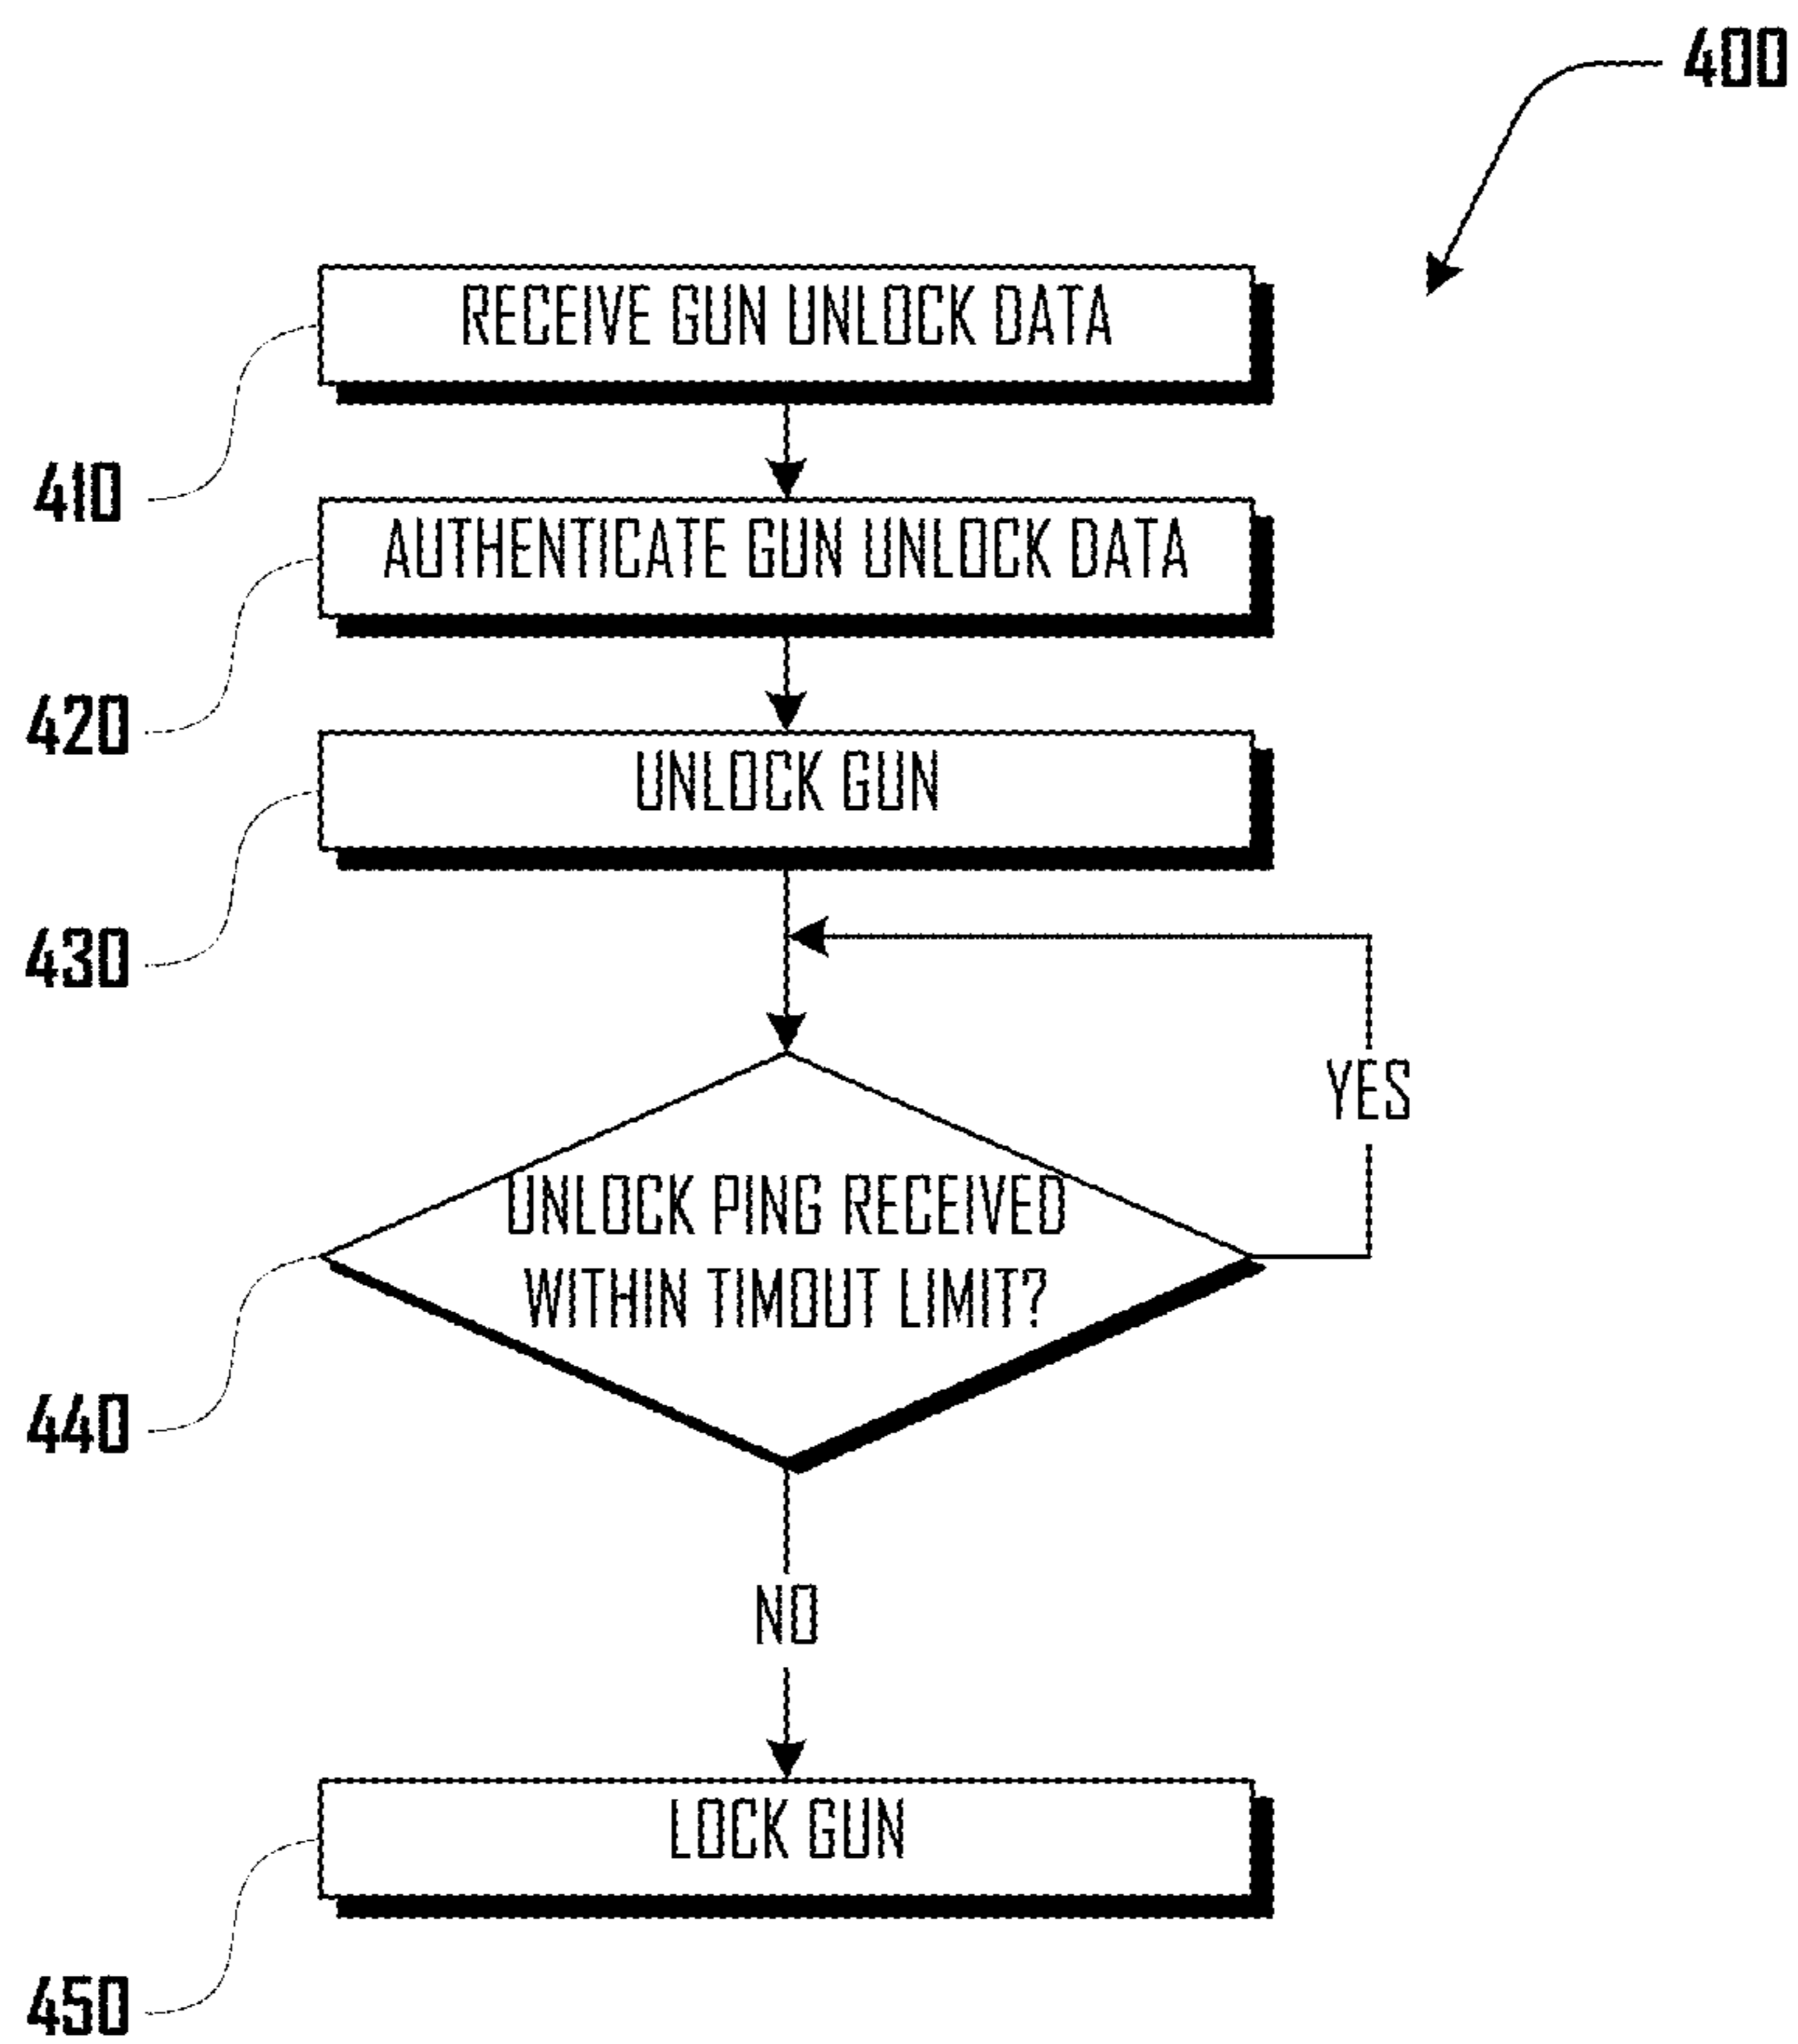 400
RECEIVE GUN UNLOCK DATA
410
AUTHENTICATE GUN UNLOCK DATA
420
UNLOCK GUN
430
YES
UNLOCK PING RECEIVED
WITHIN TIMOUT LIMIT?
440
NO
LOCK GUN
450